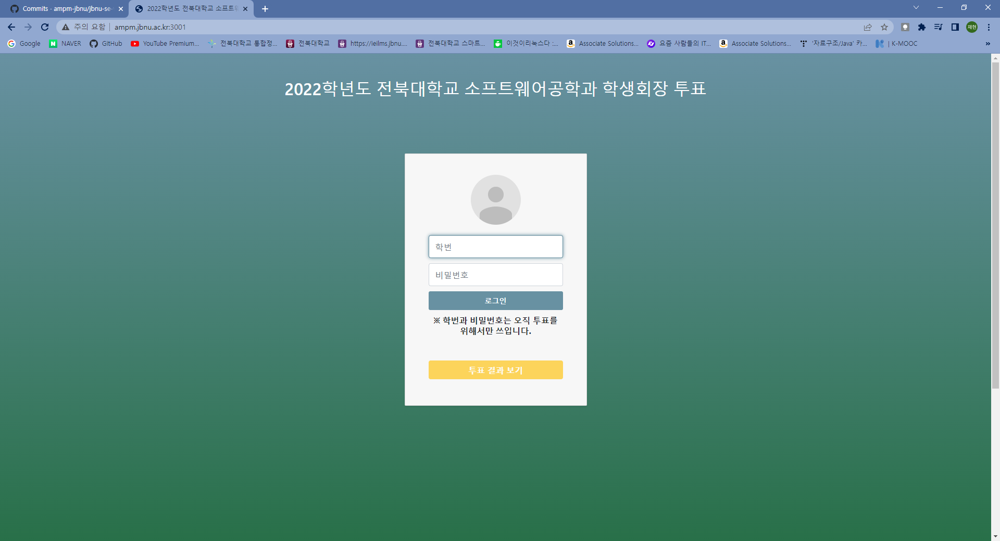 Commits · ampm-jbnu/jbnu-se-
2022학년도 전북대학교 소프트웨
주의 요함
ampm.jbnu.ac.kr:3001
재현
Google
NAVER
GitHub
YouTube Premium...
전북대학교 통합정...
전북대학교
https://ieilms.jbnu....
전북대학교 스마트...
이것이리눅스다 :...
Associate Solutions...
요즘 사람들의 IT...
Associate Solutions...
'자료구조/Java' 카...
| K-MOOC
»
2022학년도 전북대학교 소프트웨어공학과 학생회장 투표
학번
비밀번호
로그인
※ 학번과 비밀번호는 오직 투표를
위해서만 쓰입니다.
투표 결과 보기